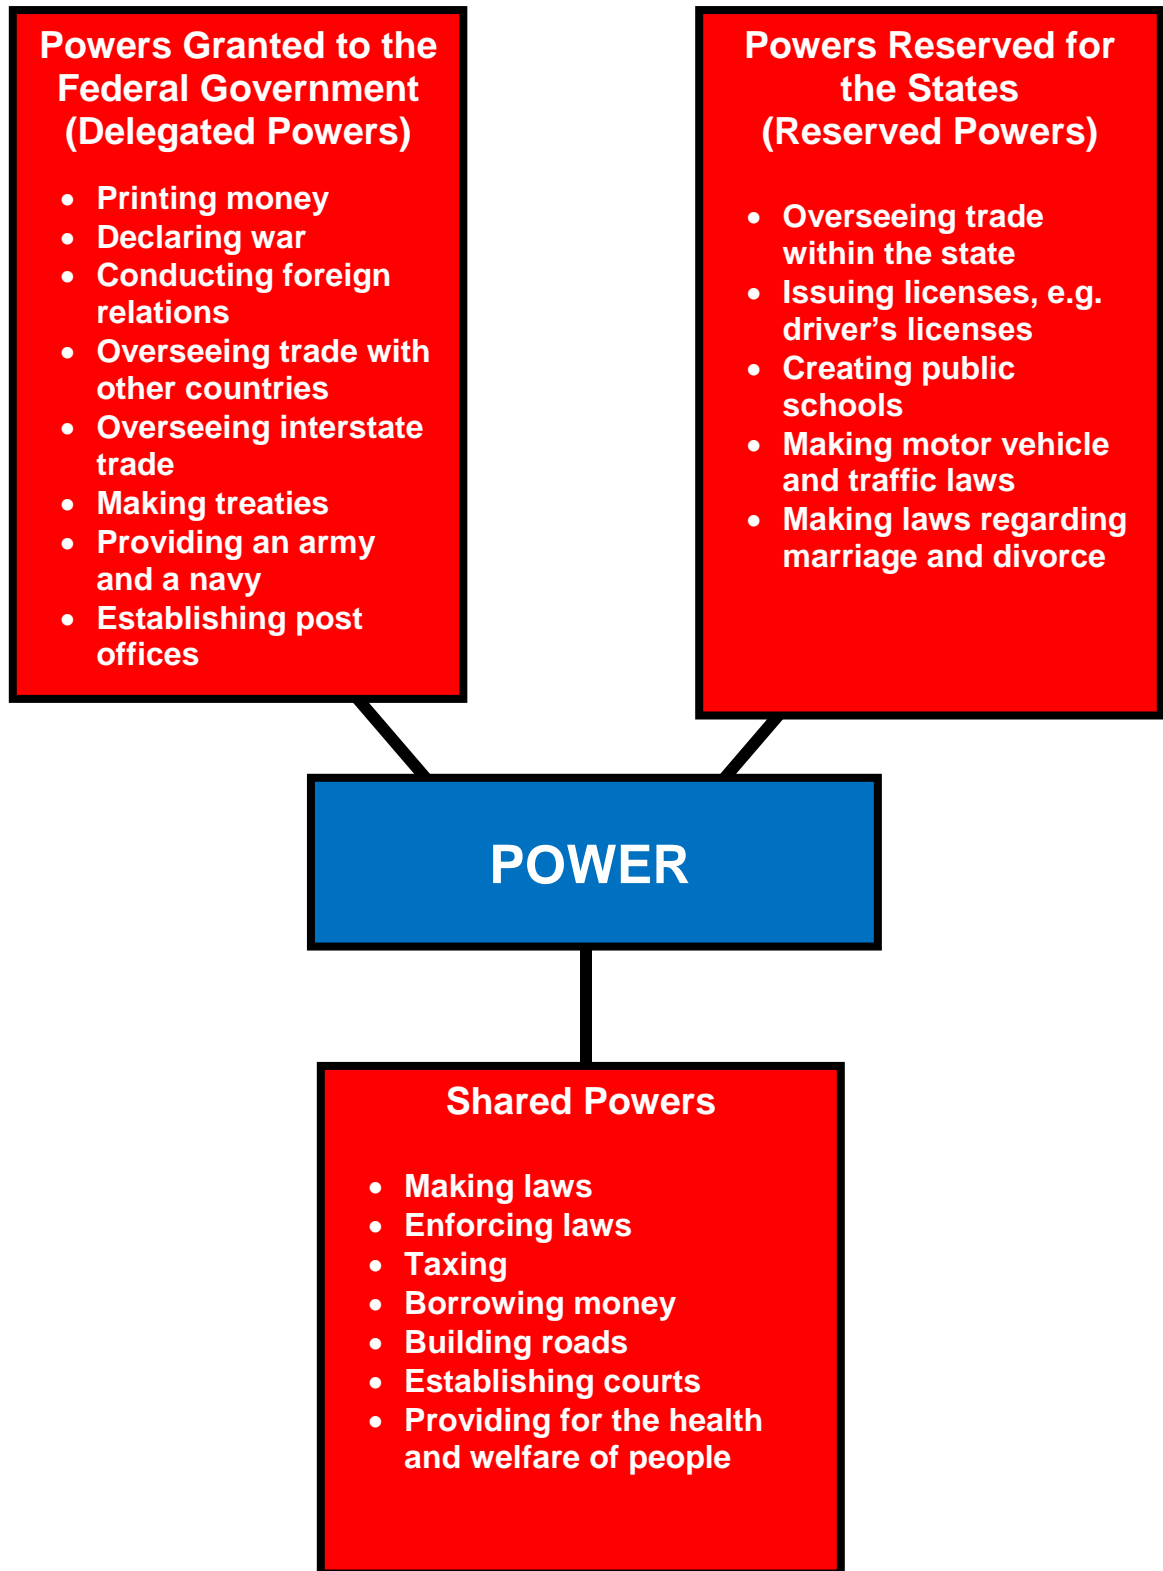 Powers Granted to the
Federal Government
(Delegated Powers)
• Printing money
• Declaring war
• Conducting foreign
relations
• Overseeing trade with
other countries
• Overseeing interstate
trade
• Making treaties
• Providing an army
and a navy
• Establishing post
offices
Powers Reserved for
the States
(Reserved Powers)
• Overseeing trade
within the state
• Issuing licenses, e.g.
driver’s licenses
• Creating public
schools
• Making motor vehicle
and traffic laws
• Making laws regarding
marriage and divorce
POWER
Shared Powers
• Making laws
• Enforcing laws
• Taxing
• Borrowing money
• Building roads
• Establishing courts
• Providing for the health
and welfare of people